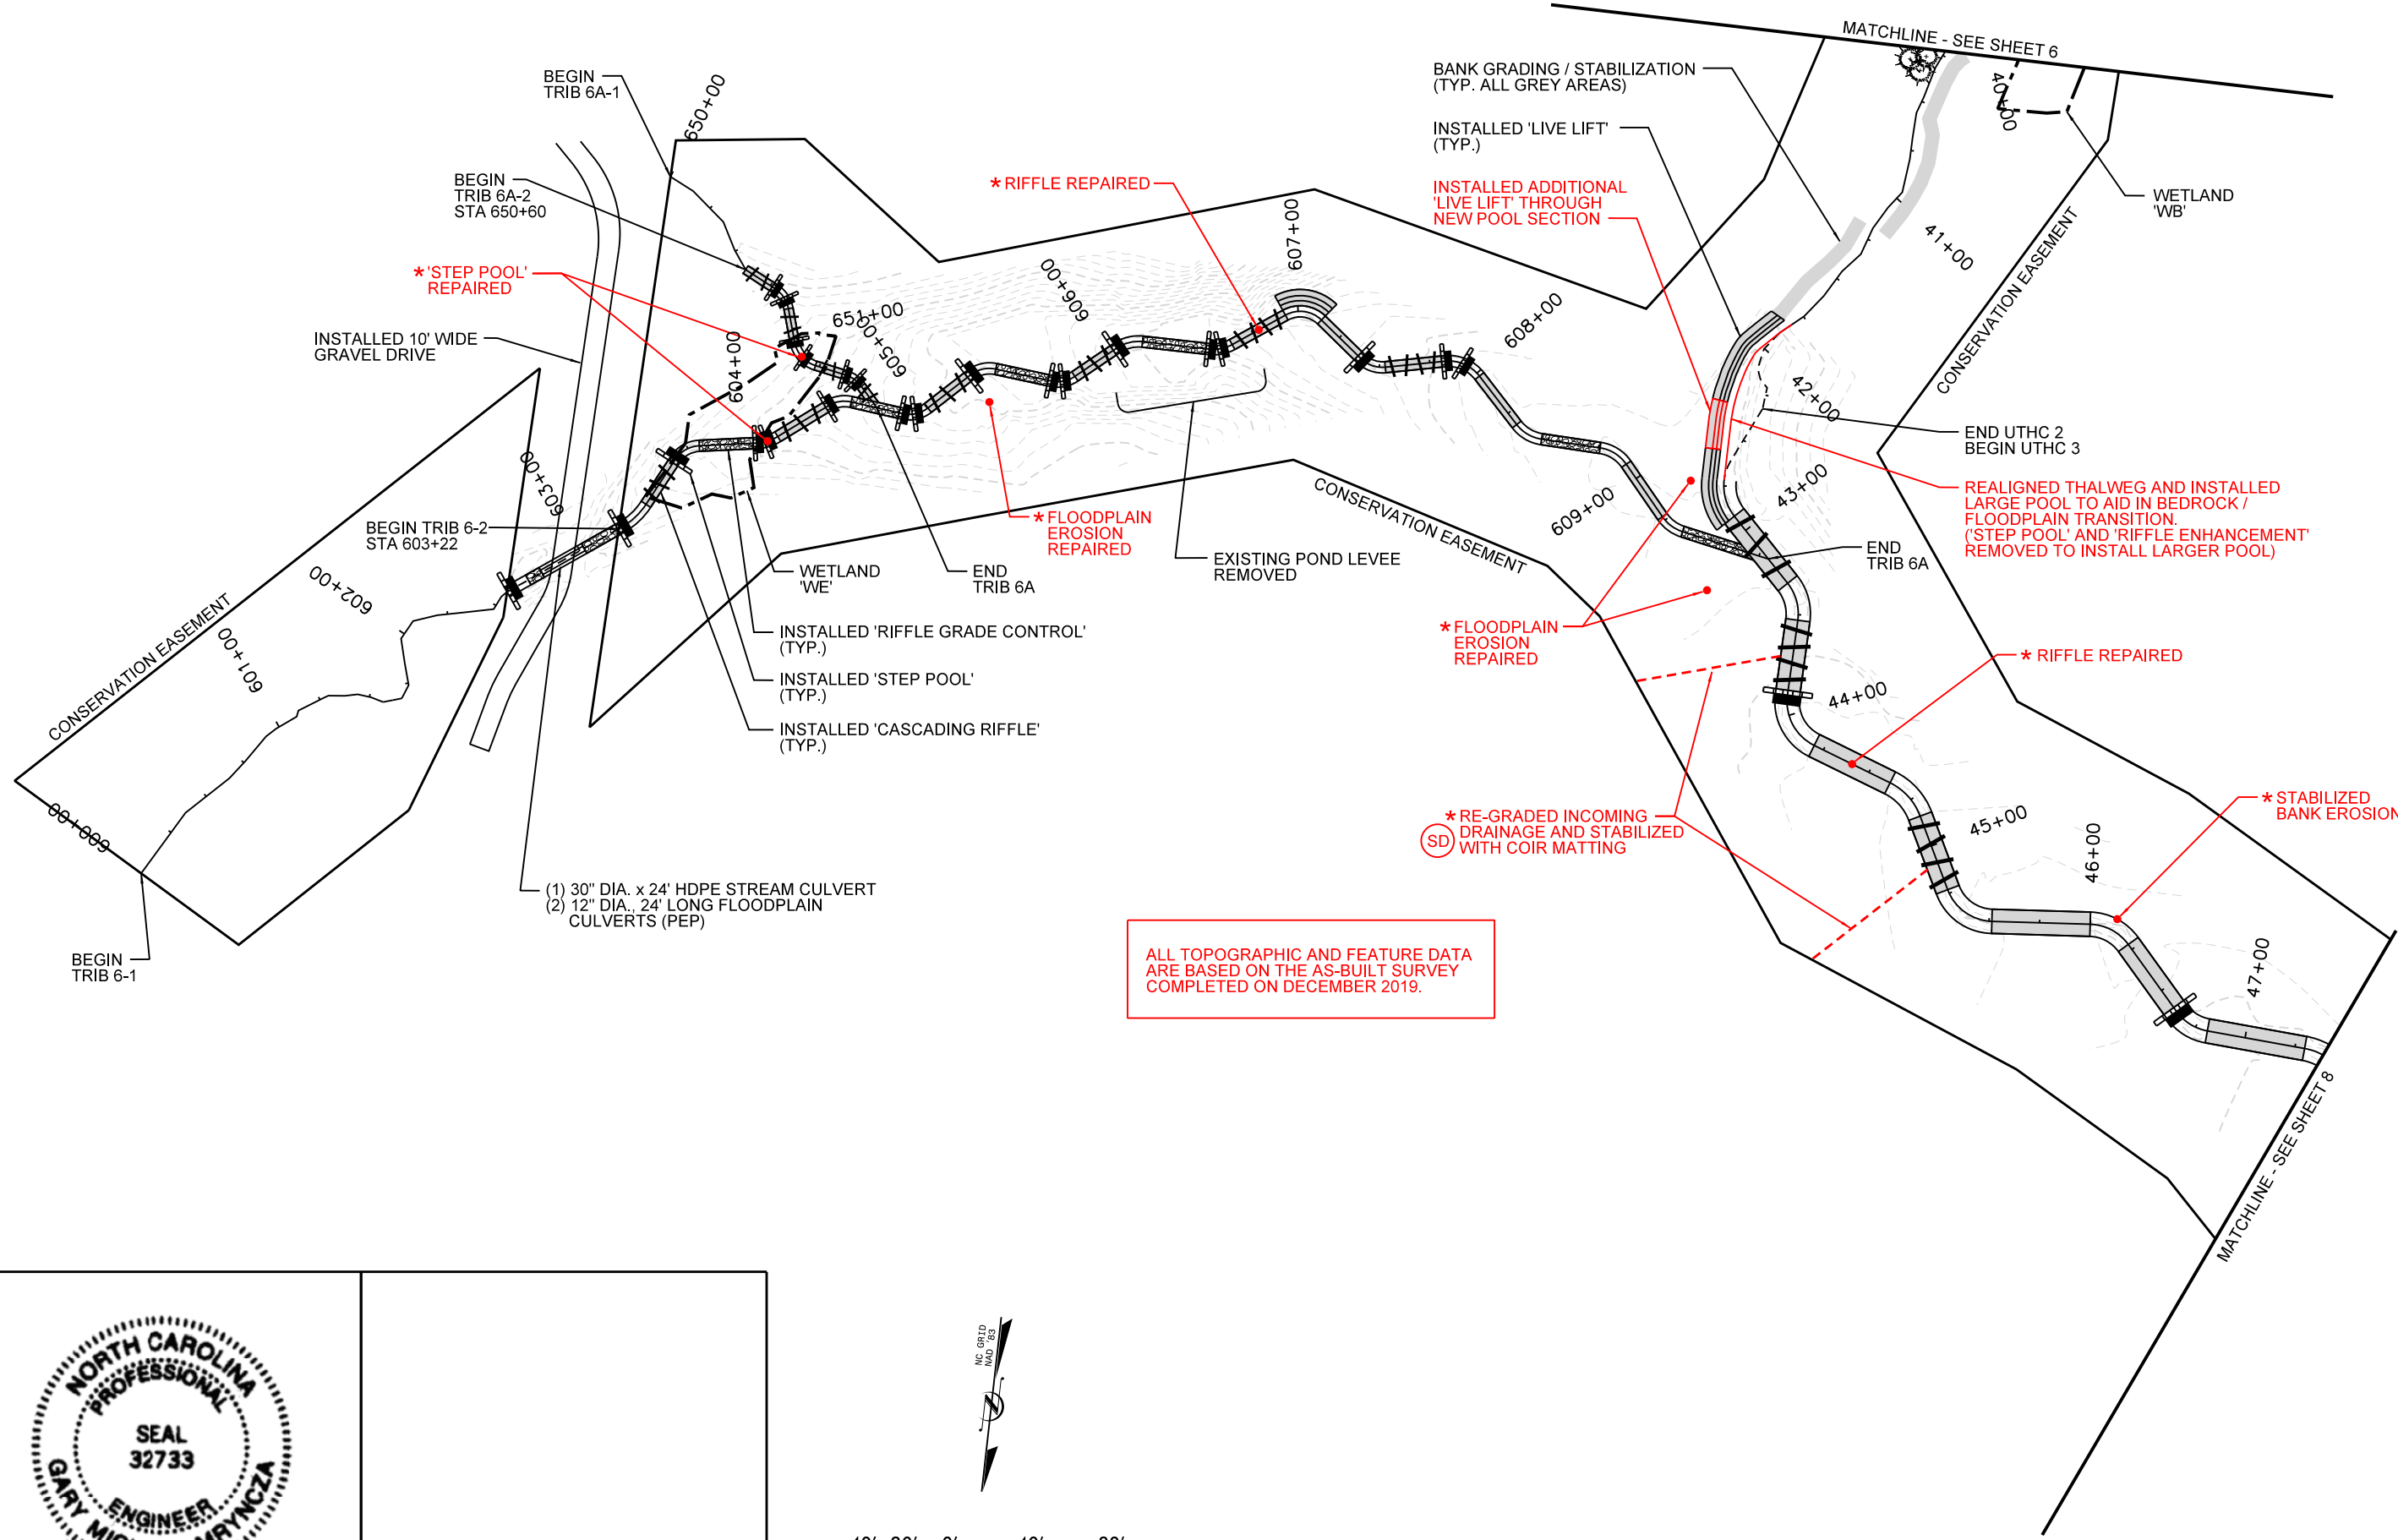 MATCHLINE - SEE SHEET 6
BEGIN
TRIB 6A-1
650+00
BANK GRADING / STABILIZATION
(TYP. ALL GREY AREAS)
40+00
INSTALLED 'LIVE LIFT'
(TYP.)
BEGIN
TRIB 6A-2
STA 650+60
* RIFFLE REPAIRED
INSTALLED ADDITIONAL
'LIVE LIFT' THROUGH
NEW POOL SECTION
WETLAND
'WB'
41+00
CONSERVATION EASEMENT
* 'STEP POOL'
REPAIRED
606+00
607+00
INSTALLED 10' WIDE
GRAVEL DRIVE
651+00
604+00
605+00
608+00
42+00
END UTHC 2
BEGIN UTHC 3
603+00
BEGIN TRIB 6-2
STA 603+22
* FLOODPLAIN
EROSION
REPAIRED
CONSERVATION EASEMENT
609+00
43+00
REALIGNED THALWEG AND INSTALLED
LARGE POOL TO AID IN BEDROCK /
FLOODPLAIN TRANSITION.
('STEP POOL' AND 'RIFFLE ENHANCEMENT'
REMOVED TO INSTALL LARGER POOL)
EXISTING POND LEVEE
REMOVED
END
TRIB 6A
WETLAND
'WE'
END
TRIB 6A
602+00
601+00
CONSERVATION EASEMENT
600+00
INSTALLED 'RIFFLE GRADE CONTROL'
(TYP.)
* FLOODPLAIN
EROSION
REPAIRED
* RIFFLE REPAIRED
INSTALLED 'STEP POOL'
(TYP.)
44+00
INSTALLED 'CASCADING RIFFLE'
(TYP.)
* STABILIZED
BANK EROSION
* RE-GRADED INCOMING
DRAINAGE AND STABILIZED
WITH COIR MATTING
SD
45+00
46+00
(1) 30" DIA. x 24' HDPE STREAM CULVERT
(2) 12" DIA., 24' LONG FLOODPLAIN
CULVERTS (PEP)
BEGIN
TRIB 6-1
ALL TOPOGRAPHIC AND FEATURE DATA
ARE BASED ON THE AS-BUILT SURVEY
COMPLETED ON DECEMBER 2019.
47+00
MATCHLINE - SEE SHEET 8
NC GRID
NAD '83
NORTH CAROLINA
PROFESSIONAL
SEAL
32733
ENGINEER
GARY